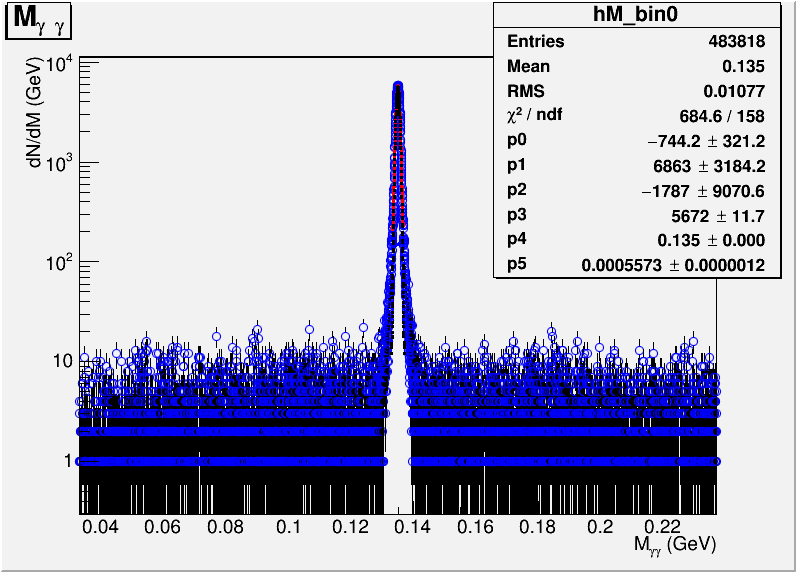 Mγ γ
hM_bin0
Entries 483818
Mean 0.135
RMS 0.01077
χ² / ndf 684.6 / 158
p0 −744.2 ± 321.2
p1 6863 ± 3184.2
p2 −1787 ± 9070.6
p3 5672 ± 11.7
p4 0.135 ± 0.000
p5 0.0005573 ± 0.0000012
dN/dM (GeV)
10⁴
10³
10²
10
1
0.04 0.06 0.08 0.1 0.12 0.14 0.16 0.18 0.2 0.22
Mγγ (GeV)